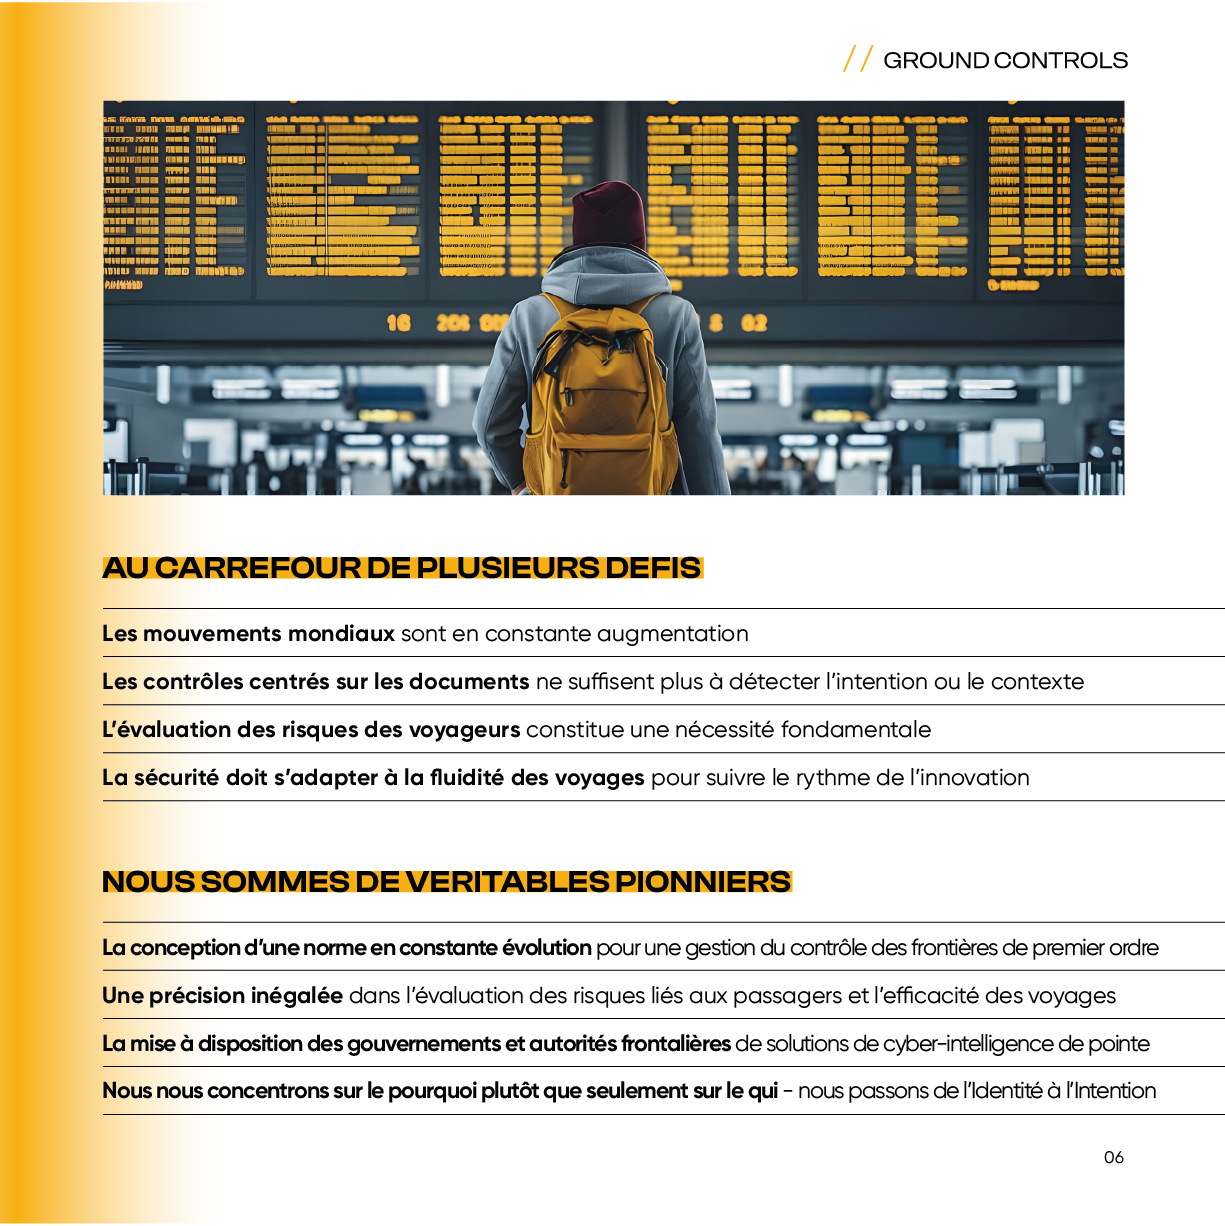 // GROUND CONTROLS
16 208
8 02
AU CARREFOUR DE PLUSIEURS DEFIS
Les mouvements mondiaux sont en constante augmentation
Les contrôles centrés sur les documents ne suffisent plus à détecter l’intention ou le contexte
L’évaluation des risques des voyageurs constitue une nécessité fondamentale
La sécurité doit s’adapter à la fluidité des voyages pour suivre le rythme de l’innovation
NOUS SOMMES DE VERITABLES PIONNIERS
La conception d’une norme en constante évolution pour une gestion du contrôle des frontières de premier ordre
Une précision inégalée dans l’évaluation des risques liés aux passagers et l’efficacité des voyages
La mise à disposition des gouvernements et autorités frontalières de solutions de cyber-intelligence de pointe
Nous nous concentrons sur le pourquoi plutôt que seulement sur le qui - nous passons de l’Identité à l’Intention
06